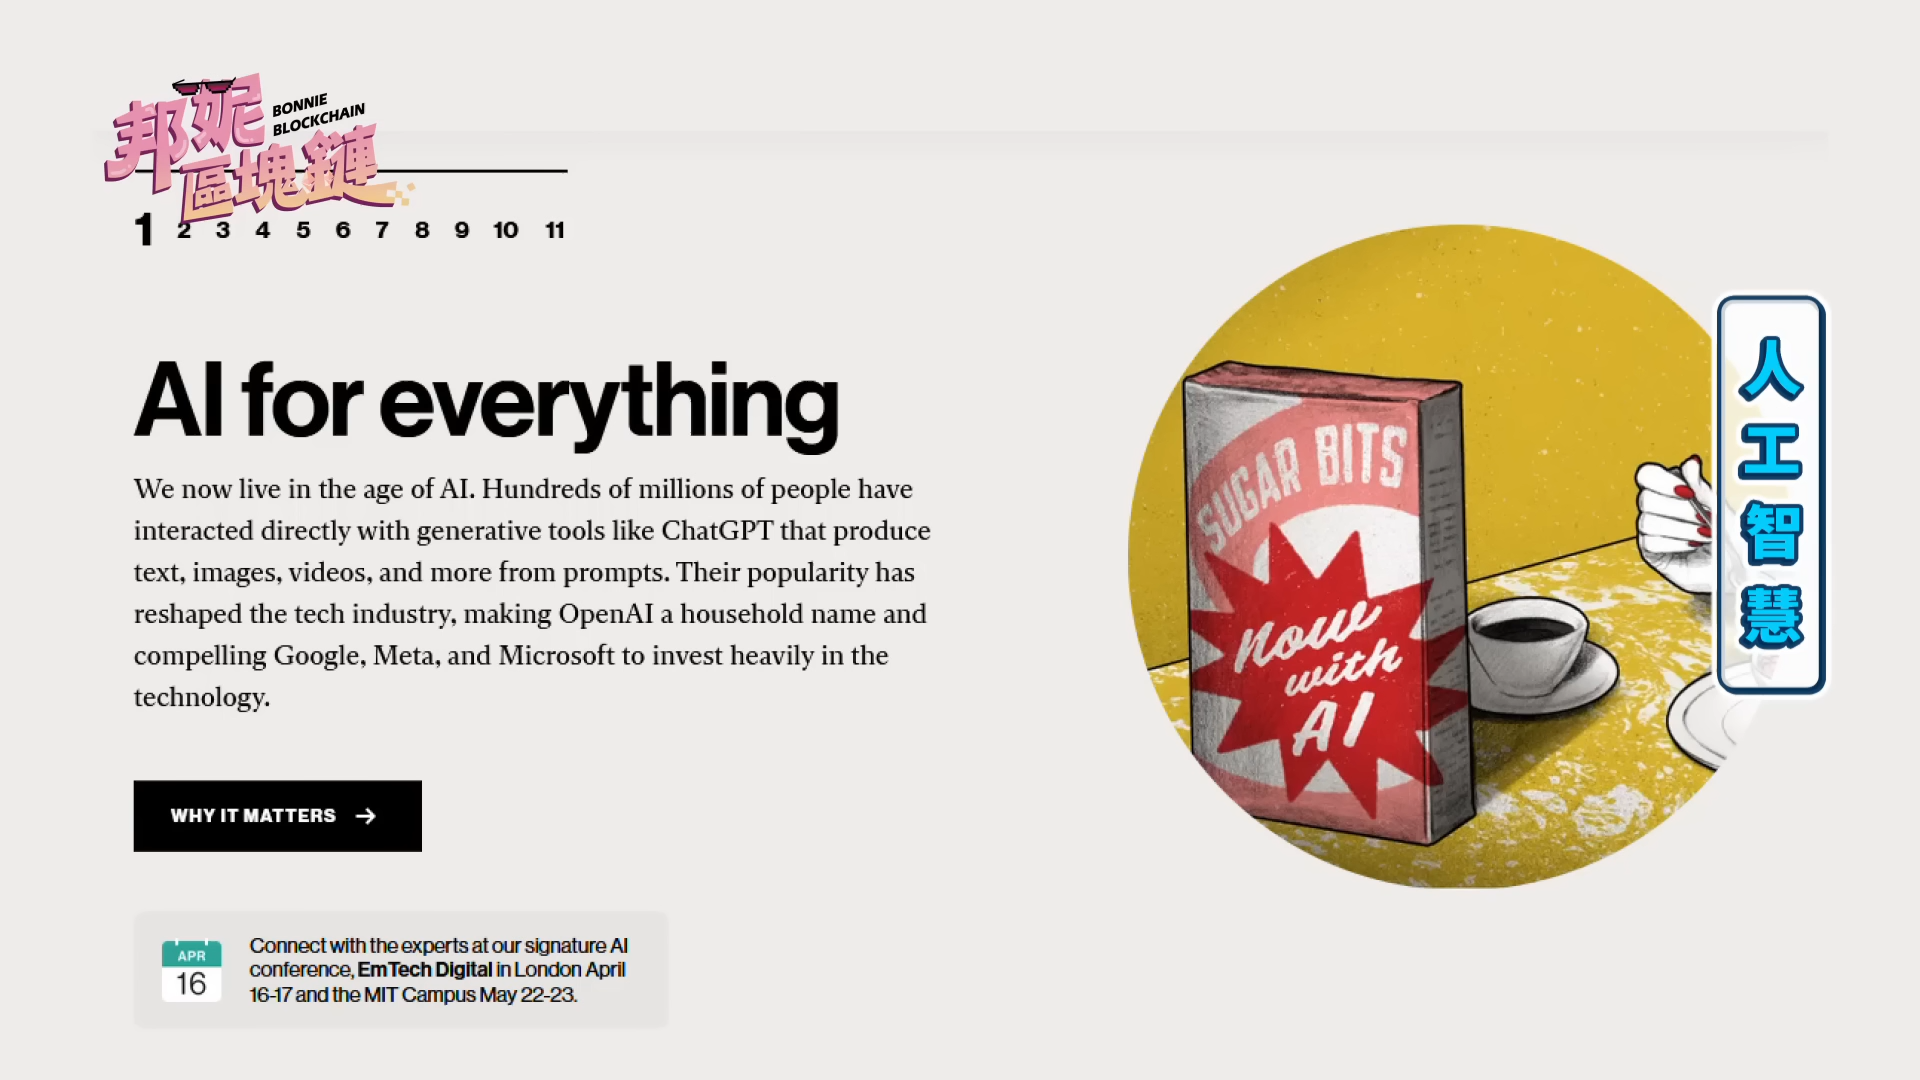 邦妮
BONNIE
BLOCKCHAIN
區塊鏈
1 2 3 4 5 6 7 8 9 10 11
AI for everything
We now live in the age of AI. Hundreds of millions of people have
interacted directly with generative tools like ChatGPT that produce
text, images, videos, and more from prompts. Their popularity has
reshaped the tech industry, making OpenAI a household name and
compelling Google, Meta, and Microsoft to invest heavily in the
technology.
WHY IT MATTERS →
APR
16
Connect with the experts at our signature AI
conference, EmTech Digital in London April
16-17 and the MIT Campus May 22-23.
SUGAR BITS
Now
with
AI
人工智慧